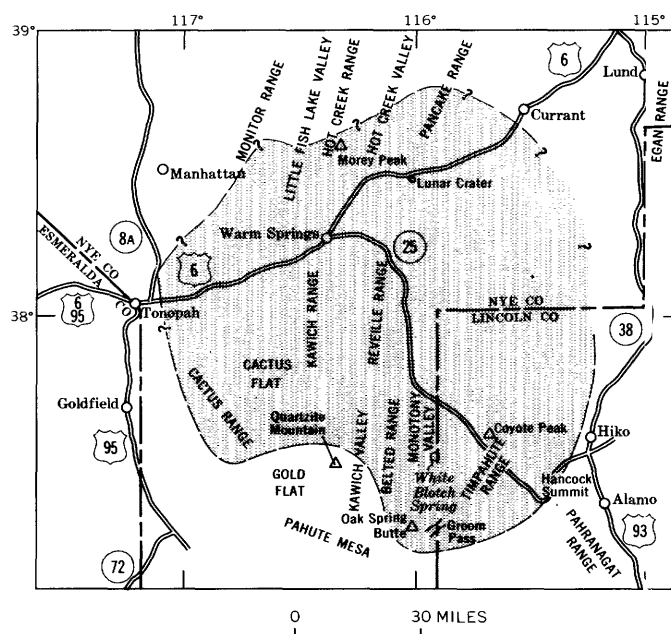 117°
116°
115°
39°
6
Lund
EGAN RANGE
Currant
MONITOR RANGE
LITTLE FISH LAKE VALLEY
HOT CREEK RANGE
HOT CREEK VALLEY
PANCAKE RANGE
?
?
?
?
Morey Peak
Manhattan
Lunar Crater
8A
Warm Springs
25
?
NYE CO
ESMERALDA CO
6
6
95
Tonopah
?
NYE CO
LINCOLN CO
38°
38
KAWICH RANGE
REVEILLE RANGE
CACTUS FLAT
CACTUS RANGE
Goldfield
95
Quartzite
Mountain
GOLD
FLAT
KAWICH VALLEY
BELTED RANGE
MONOTONY
VALLEY
Coyote Peak
TIMPAHUTE
RANGE
White
Blotch
Spring
Hiko
Hancock
Summit
Alamo
Oak Spring
Butte
Groom
Pass
PAHUTE MESA
PAHRANAGAT
RANGE
93
72
0 30 MILES